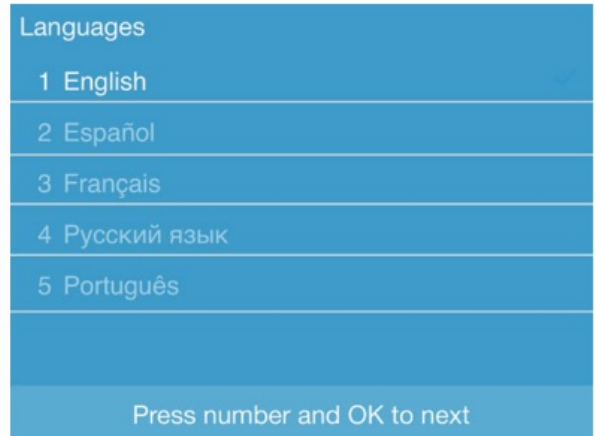 Languages
1 English
2 Español
3 Français
4 Русский язык
5 Português
Press number and OK to next